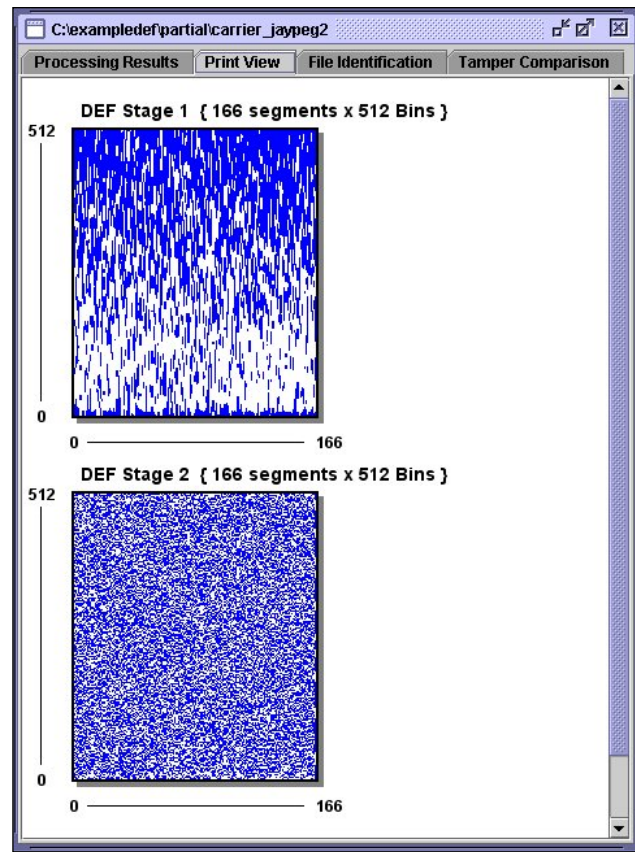 C:\exampledef\partial\carrier_jaypeg2
Processing Results Print View File Identification Tamper Comparison
DEF Stage 1 { 166 segments x 512 Bins }
512
0
0 166
DEF Stage 2 { 166 segments x 512 Bins }
512
0
0 166